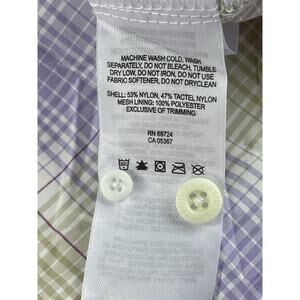 MACHINE WASH COLD, WASH
SEPARATELY, DO NOT BLEACH, TUMBLE
DRY LOW, DO NOT IRON, DO NOT USE
FABRIC SOFTENER, DO NOT DRYCLEAN
SHELL: 53% NYLON, 47% TACTEL NYLON
MESH LINING: 100% POLYESTER
EXCLUSIVE OF TRIMMING
RN 69724
CA 05367